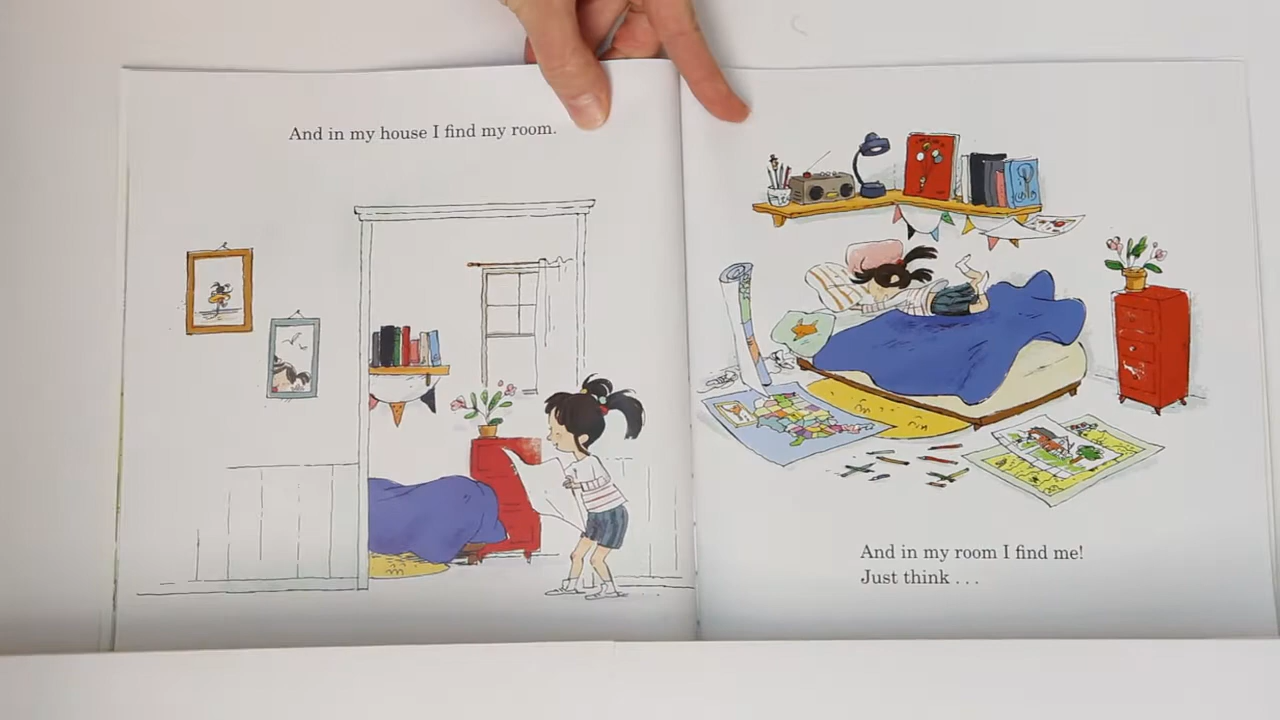 And in my house I find my room.
And in my room I find me!
Just think . . .